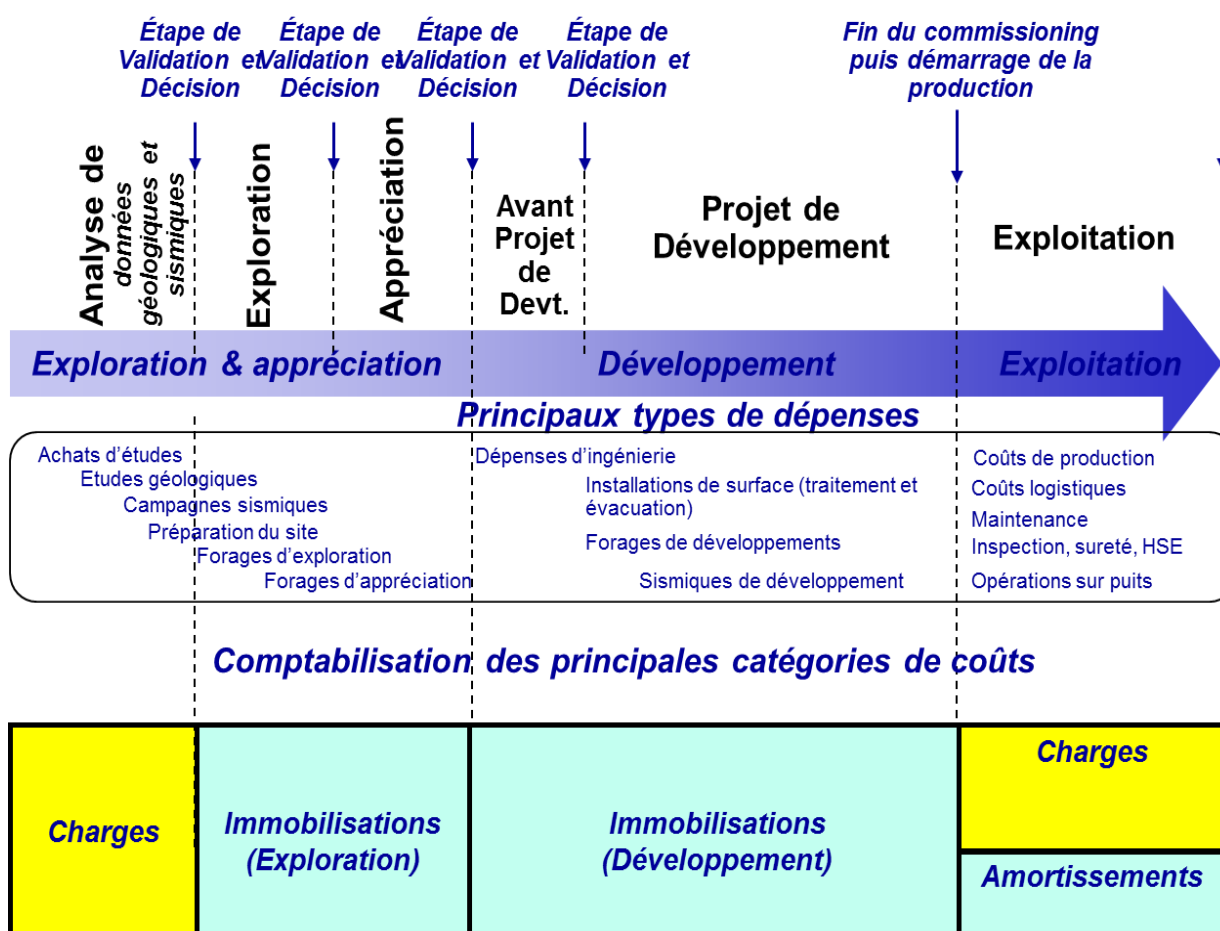 Étape de
Validation et
Décision
Étape de
Validation et
Décision
Étape de
Validation et
Décision
Étape de
Validation et
Décision
Fin du commissioning
puis démarrage de la
production
Analyse de
données
géologiques et
sismiques
Exploration
Appréciation
Avant
Projet
de
Devt.
Projet de
Développement
Exploitation
Exploration & appréciation
Développement
Exploitation
Principaux types de dépenses
Achats d'études
Etudes géologiques
Campagnes sismiques
Préparation du site
Forages d'exploration
Forages d'appréciation
Dépenses d'ingénierie
Installations de surface (traitement et
évacuation)
Forages de développements
Sismiques de développement
Coûts de production
Coûts logistiques
Maintenance
Inspection, sureté, HSE
Opérations sur puits
Comptabilisation des principales catégories de coûts
Charges
Immobilisations
(Exploration)
Immobilisations
(Développement)
Charges
Amortissements